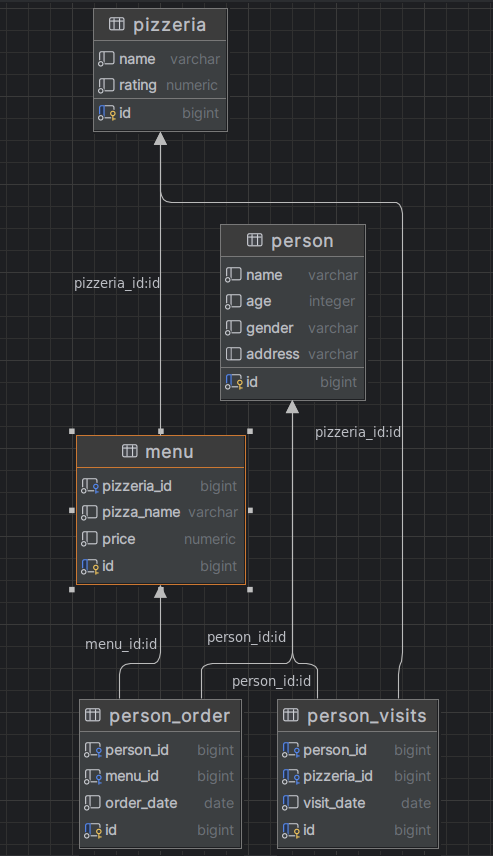 pizzeria
name varchar
rating numeric
id bigint
pizzeria_id:id
person
name varchar
age integer
gender varchar
address varchar
id bigint
pizzeria_id:id
menu
pizzeria_id bigint
pizza_name varchar
price numeric
id bigint
menu_id:id
person_id:id
person_id:id
person_order
person_id bigint
menu_id bigint
order_date date
id bigint
person_visits
person_id bigint
pizzeria_id bigint
visit_date date
id bigint